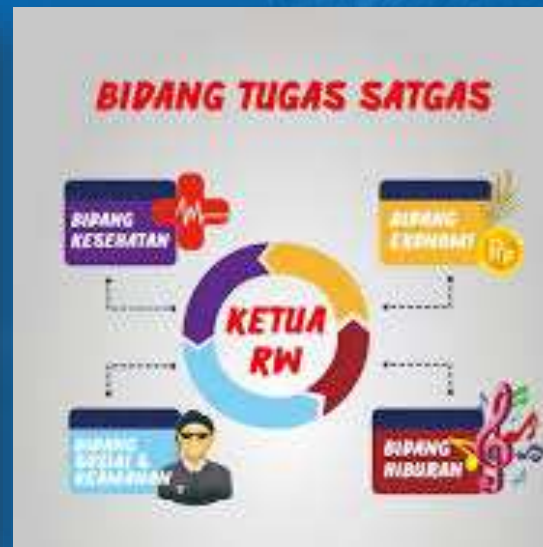 BIDANG TUGAS SATGAS
BIDANG
KESEHATAN
BIDANG
EKONOMI
KETUA
RW
BIDANG
SOSIAL &
KEAMANAN
BIDANG
HIBURAN